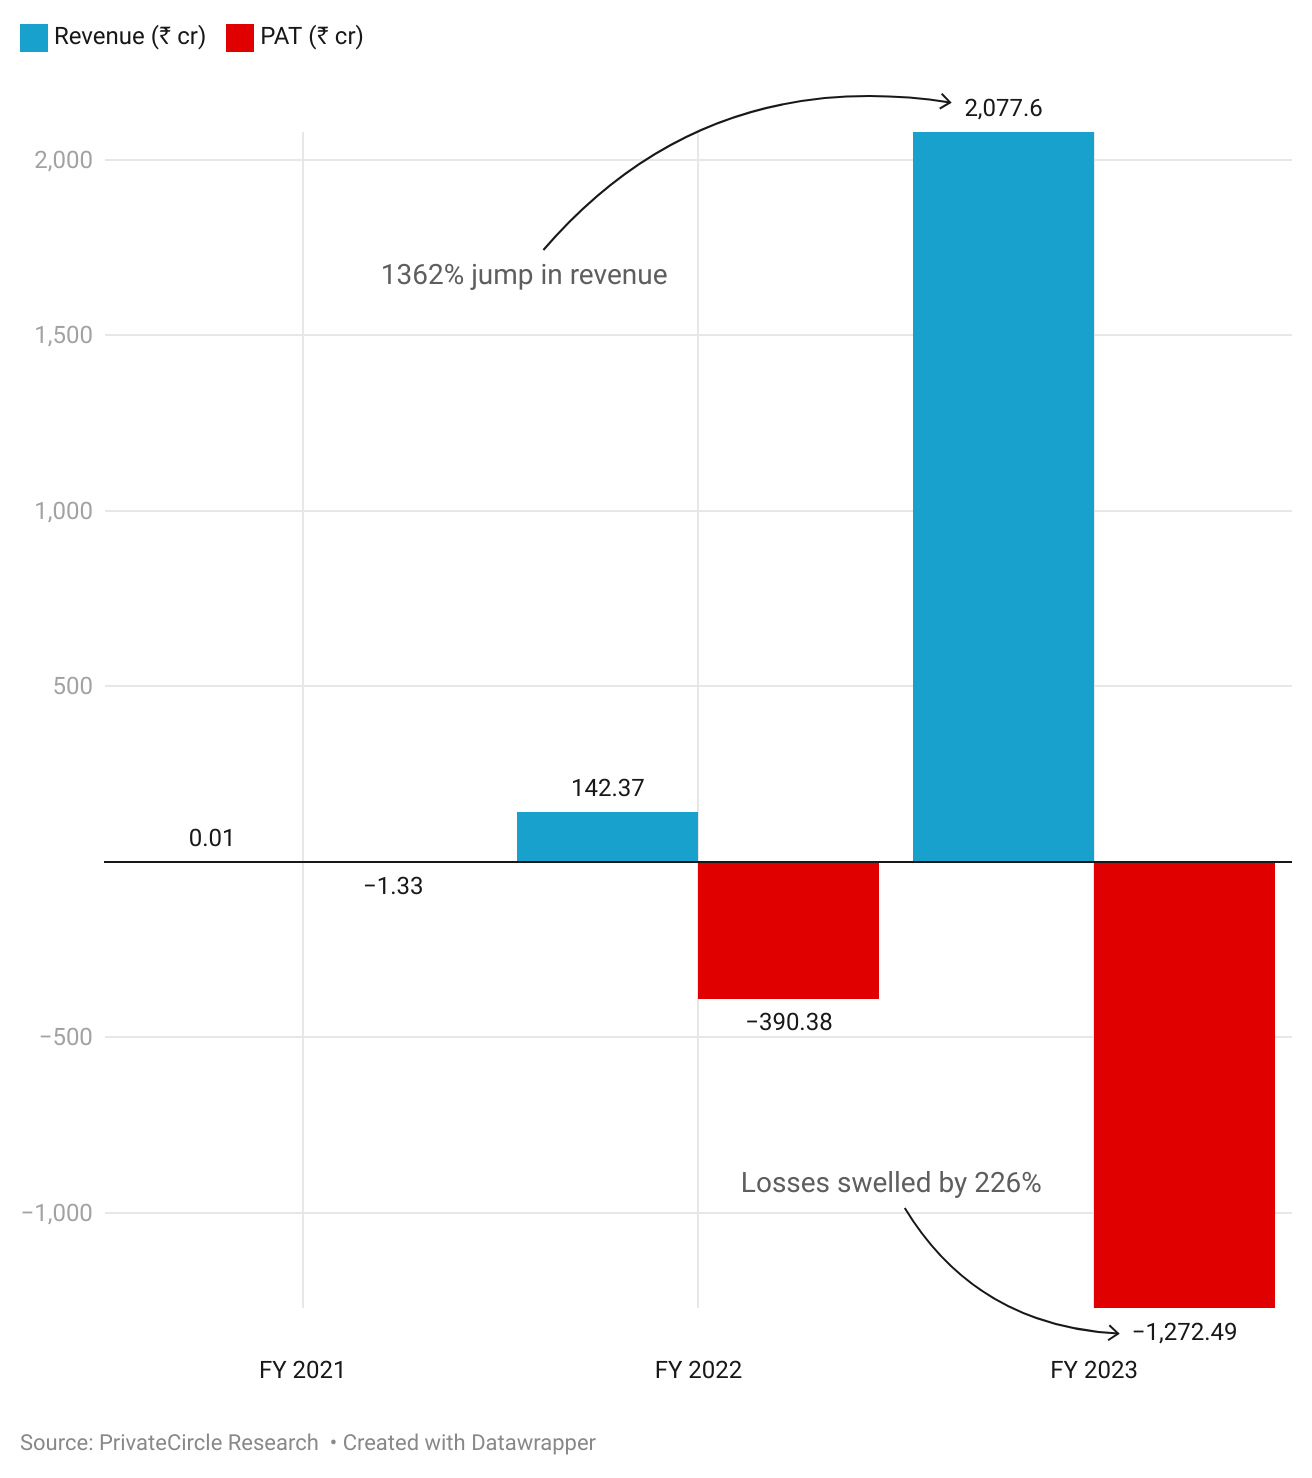 Revenue (₹ cr) PAT (₹ cr)
2,077.6
2,000
1362% jump in revenue
1,500
1,000
500
142.37
0.01
−1.33
−390.38
−500
Losses swelled by 226%
−1,000
−1,272.49
FY 2021 FY 2022 FY 2023
Source: PrivateCircle Research • Created with Datawrapper